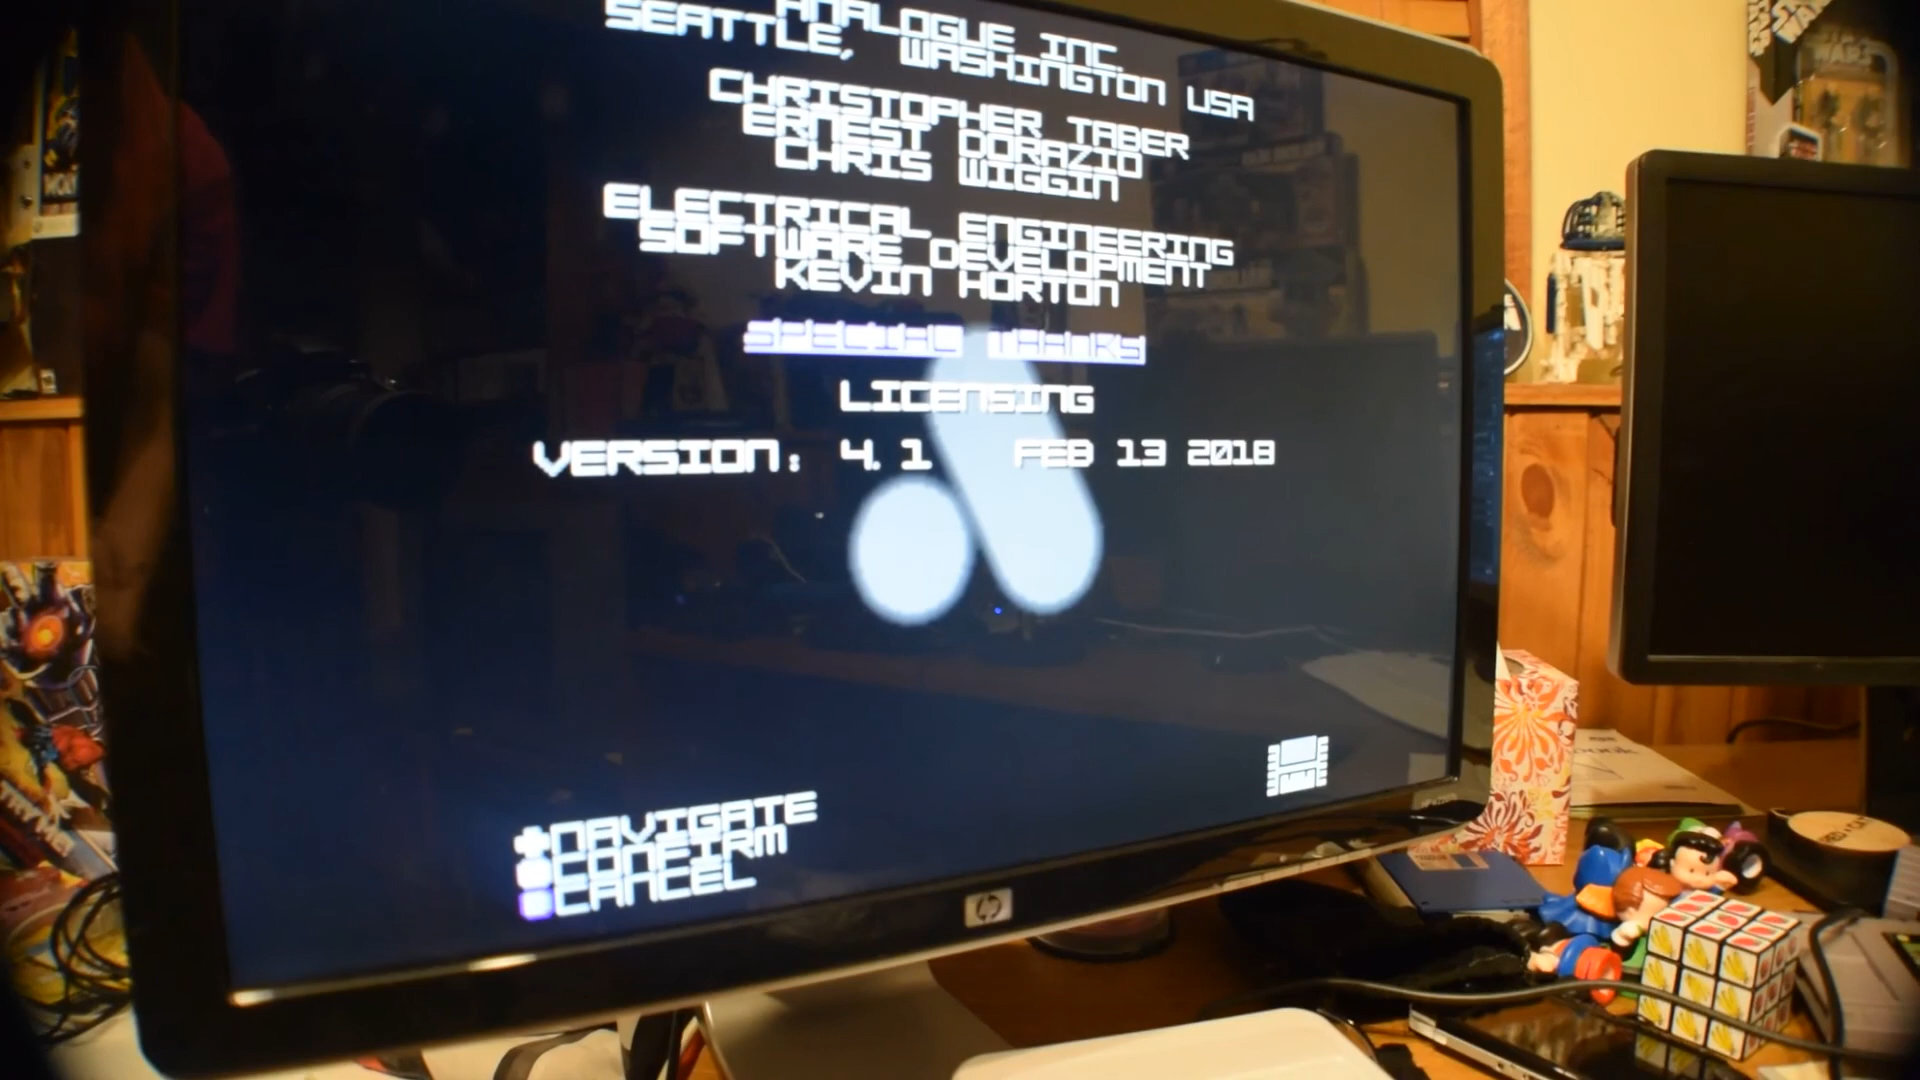 ANALOGUE INC.
SEATTLE, WASHINGTON USA
CHRISTOPHER TABER
ERNEST DORAZIO
CHRIS WIGGIN
ELECTRICAL ENGINEERING
SOFTWARE DEVELOPMENT
KEVIN HORTON
SPECIAL THANKS
LICENSING
VERSION: 4.1 FEB 13 2018
NAVIGATE
CONFIRM
CANCEL
hp